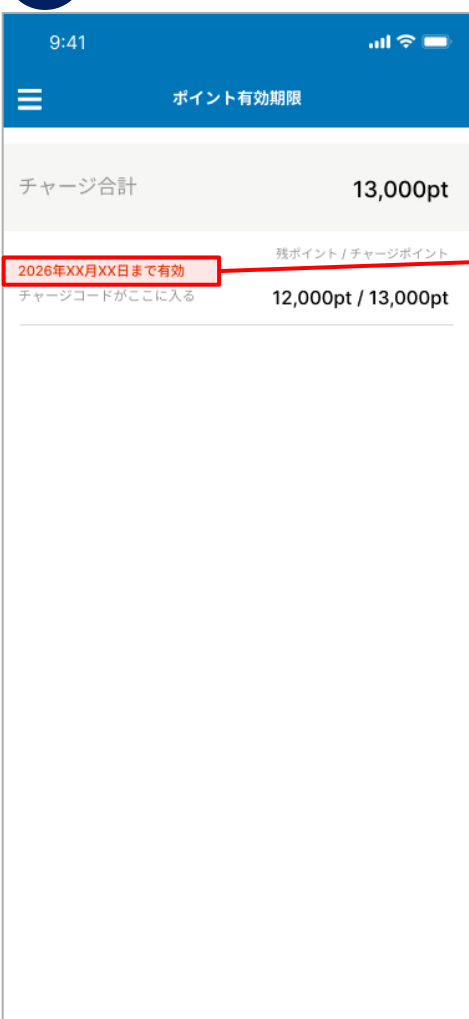 9:41
ポイント有効期限
チャージ合計
13,000pt
残ポイント / チャージポイント
2026年XX月XX日まで有効
チャージコードがここに入る
12,000pt / 13,000pt